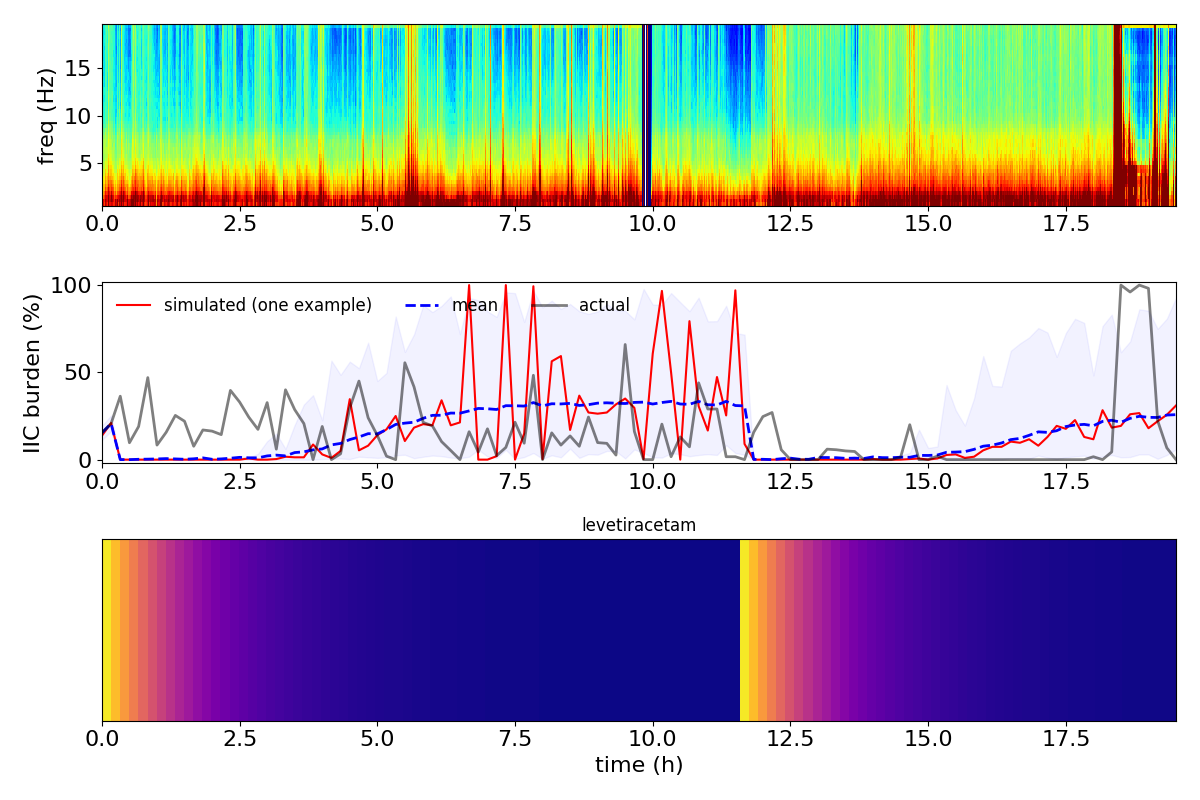 freq (Hz)
15
10
5
0.0 2.5 5.0 7.5 10.0 12.5 15.0 17.5
IIC burden (%)
100
50
0
simulated (one example) mean actual
0.0 2.5 5.0 7.5 10.0 12.5 15.0 17.5
levetiracetam
0.0 2.5 5.0 7.5 10.0 12.5 15.0 17.5
time (h)